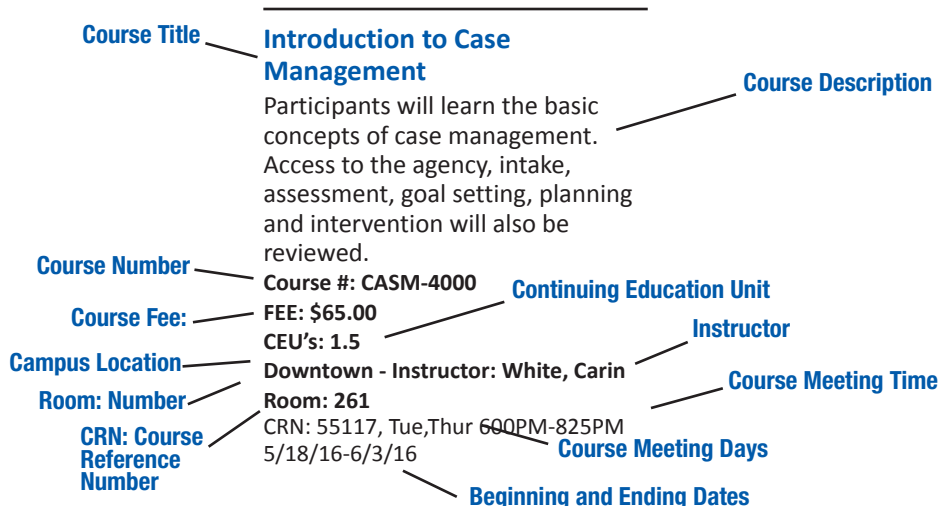 Course Title
Introduction to Case
Management
Course Description
Participants will learn the basic
concepts of case management.
Access to the agency, intake,
assessment, goal setting, planning
and intervention will also be
reviewed.
Course Number
Course #: CASM-4000
Continuing Education Unit
Course Fee:
FEE: $65.00
CEU's: 1.5
Instructor
Campus Location
Downtown - Instructor: White, Carin
Course Meeting Time
Room: Number
Room: 261
CRN: Course
Reference
Number
CRN: 55117, Tue,Thur 600PM-825PM
Course Meeting Days
5/18/16-6/3/16
Beginning and Ending Dates